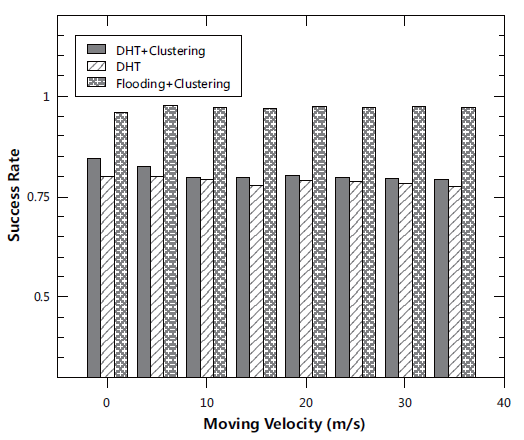 DHT+Clustering
DHT
Flooding+Clustering
1
0.75
0.5
Success Rate
0 10 20 30 40
Moving Velocity (m/s)